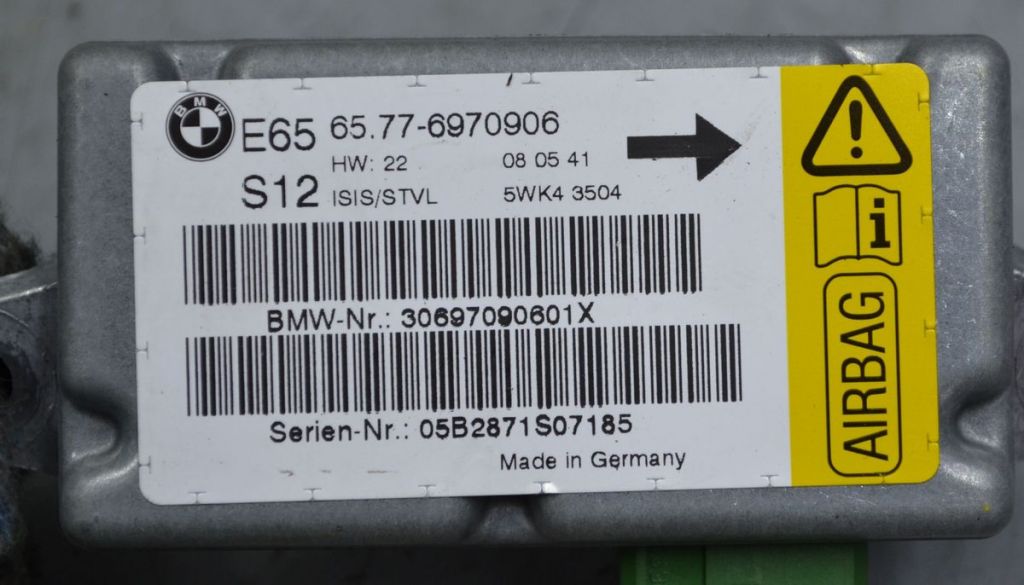 BMW
E65 65.77-6970906
HW: 22 08 05 41
S12 ISIS/STVL 5WK4 3504
BMW-Nr.: 30697090601X
Serien-Nr.: 05B2871S07185
Made in Germany
!
i
AIRBAG